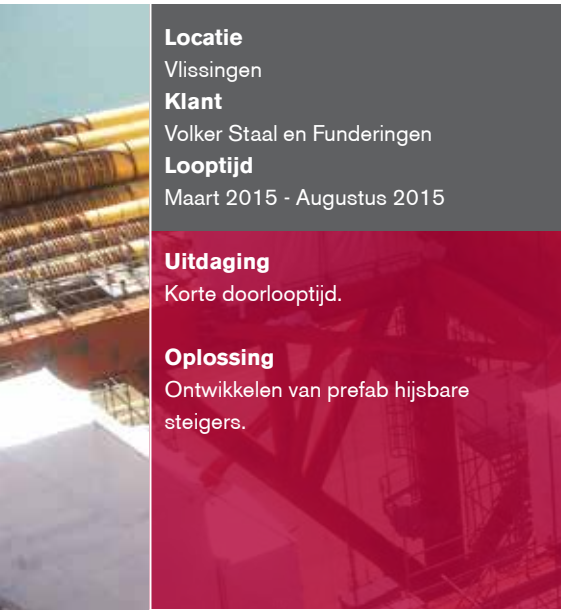 Locatie
Vlissingen
Klant
Volker Staal en Funderingen
Looptijd
Maart 2015 - Augustus 2015
Uitdaging
Korte doorlooptijd.
Oplossing
Ontwikkelen van prefab hijsbare
steigers.